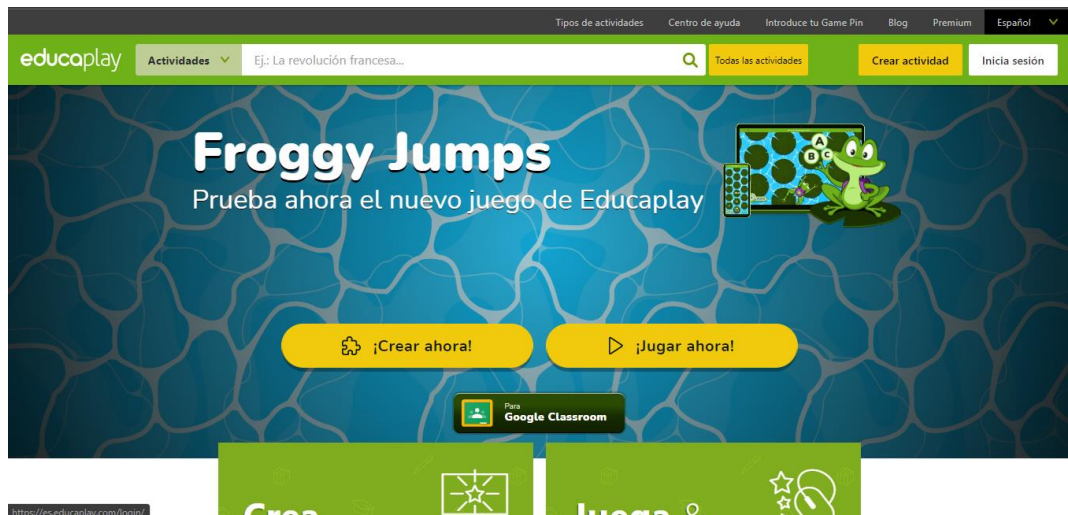 Tipos de actividades Centro de ayuda Introduce tu Game Pin Blog Premium Español
educaplay Actividades Ej.: La revolución francesa... Todas las actividades Crear actividad Inicia sesión
Froggy Jumps
Prueba ahora el nuevo juego de Educaplay
A
B C
¡Crear ahora! ¡Jugar ahora!
Para
Google Classroom
Crea Juega
https://es.educaplay.com/login/